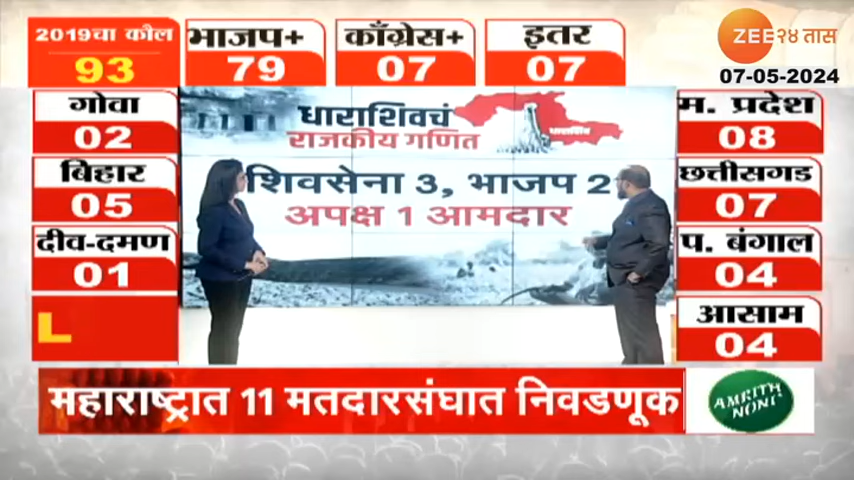 2019चा कौल
93
भाजप+
79
काँग्रेस+
07
इतर
07
ZEE२४ तास
07-05-2024
गोवा
02
बिहार
05
दीव-दमण
01
L
धाराशिवचं
राजकीय गणित
धाराशिव
शिवसेना 3, भाजप 2
अपक्ष 1 आमदार
म. प्रदेश
08
छत्तीसगड
07
प. बंगाल
04
आसाम
04
महाराष्ट्रात 11 मतदारसंघात निवडणूक
AMRITH
NONI